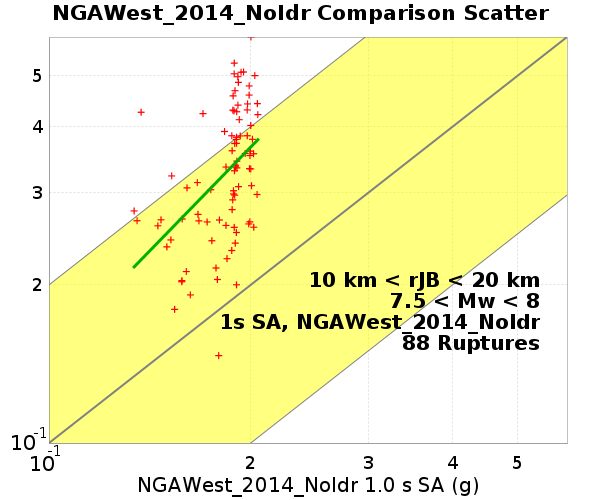 NGAWest_2014_NoIdr Comparison Scatter
5
4
3
2
10 km < rJB < 20 km
7.5 < Mw < 8
1s SA, NGAWest_2014_NoIdr
88 Ruptures
10⁻¹
10⁻¹
2
3
4
5
NGAWest_2014_NoIdr 1.0 s SA (g)